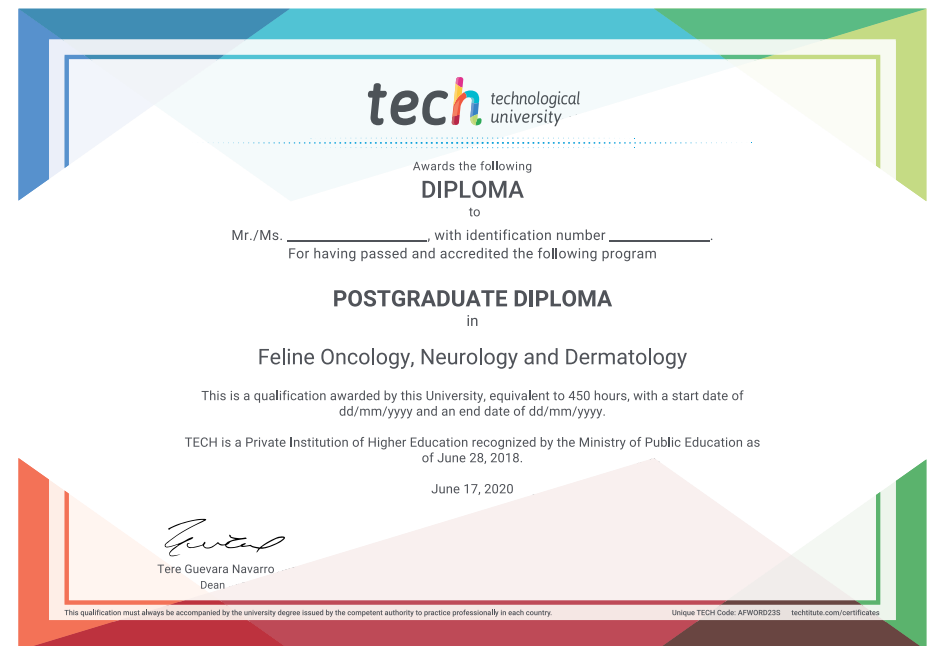 tech technological
university
Awards the following
DIPLOMA
to
Mr./Ms. ____________, with identification number ____________.
For having passed and accredited the following program
POSTGRADUATE DIPLOMA
in
Feline Oncology, Neurology and Dermatology
This is a qualification awarded by this University, equivalent to 450 hours, with a start date of
dd/mm/yyyy and an end date of dd/mm/yyyy.
TECH is a Private Institution of Higher Education recognized by the Ministry of Public Education as
of June 28, 2018.
June 17, 2020
Tere Guevara Navarro
Dean
This qualification must always be accompanied by the university degree issued by the competent authority to practice professionally in each country. Unique TECH Code: AFWORD23S techtitute.com/certificates